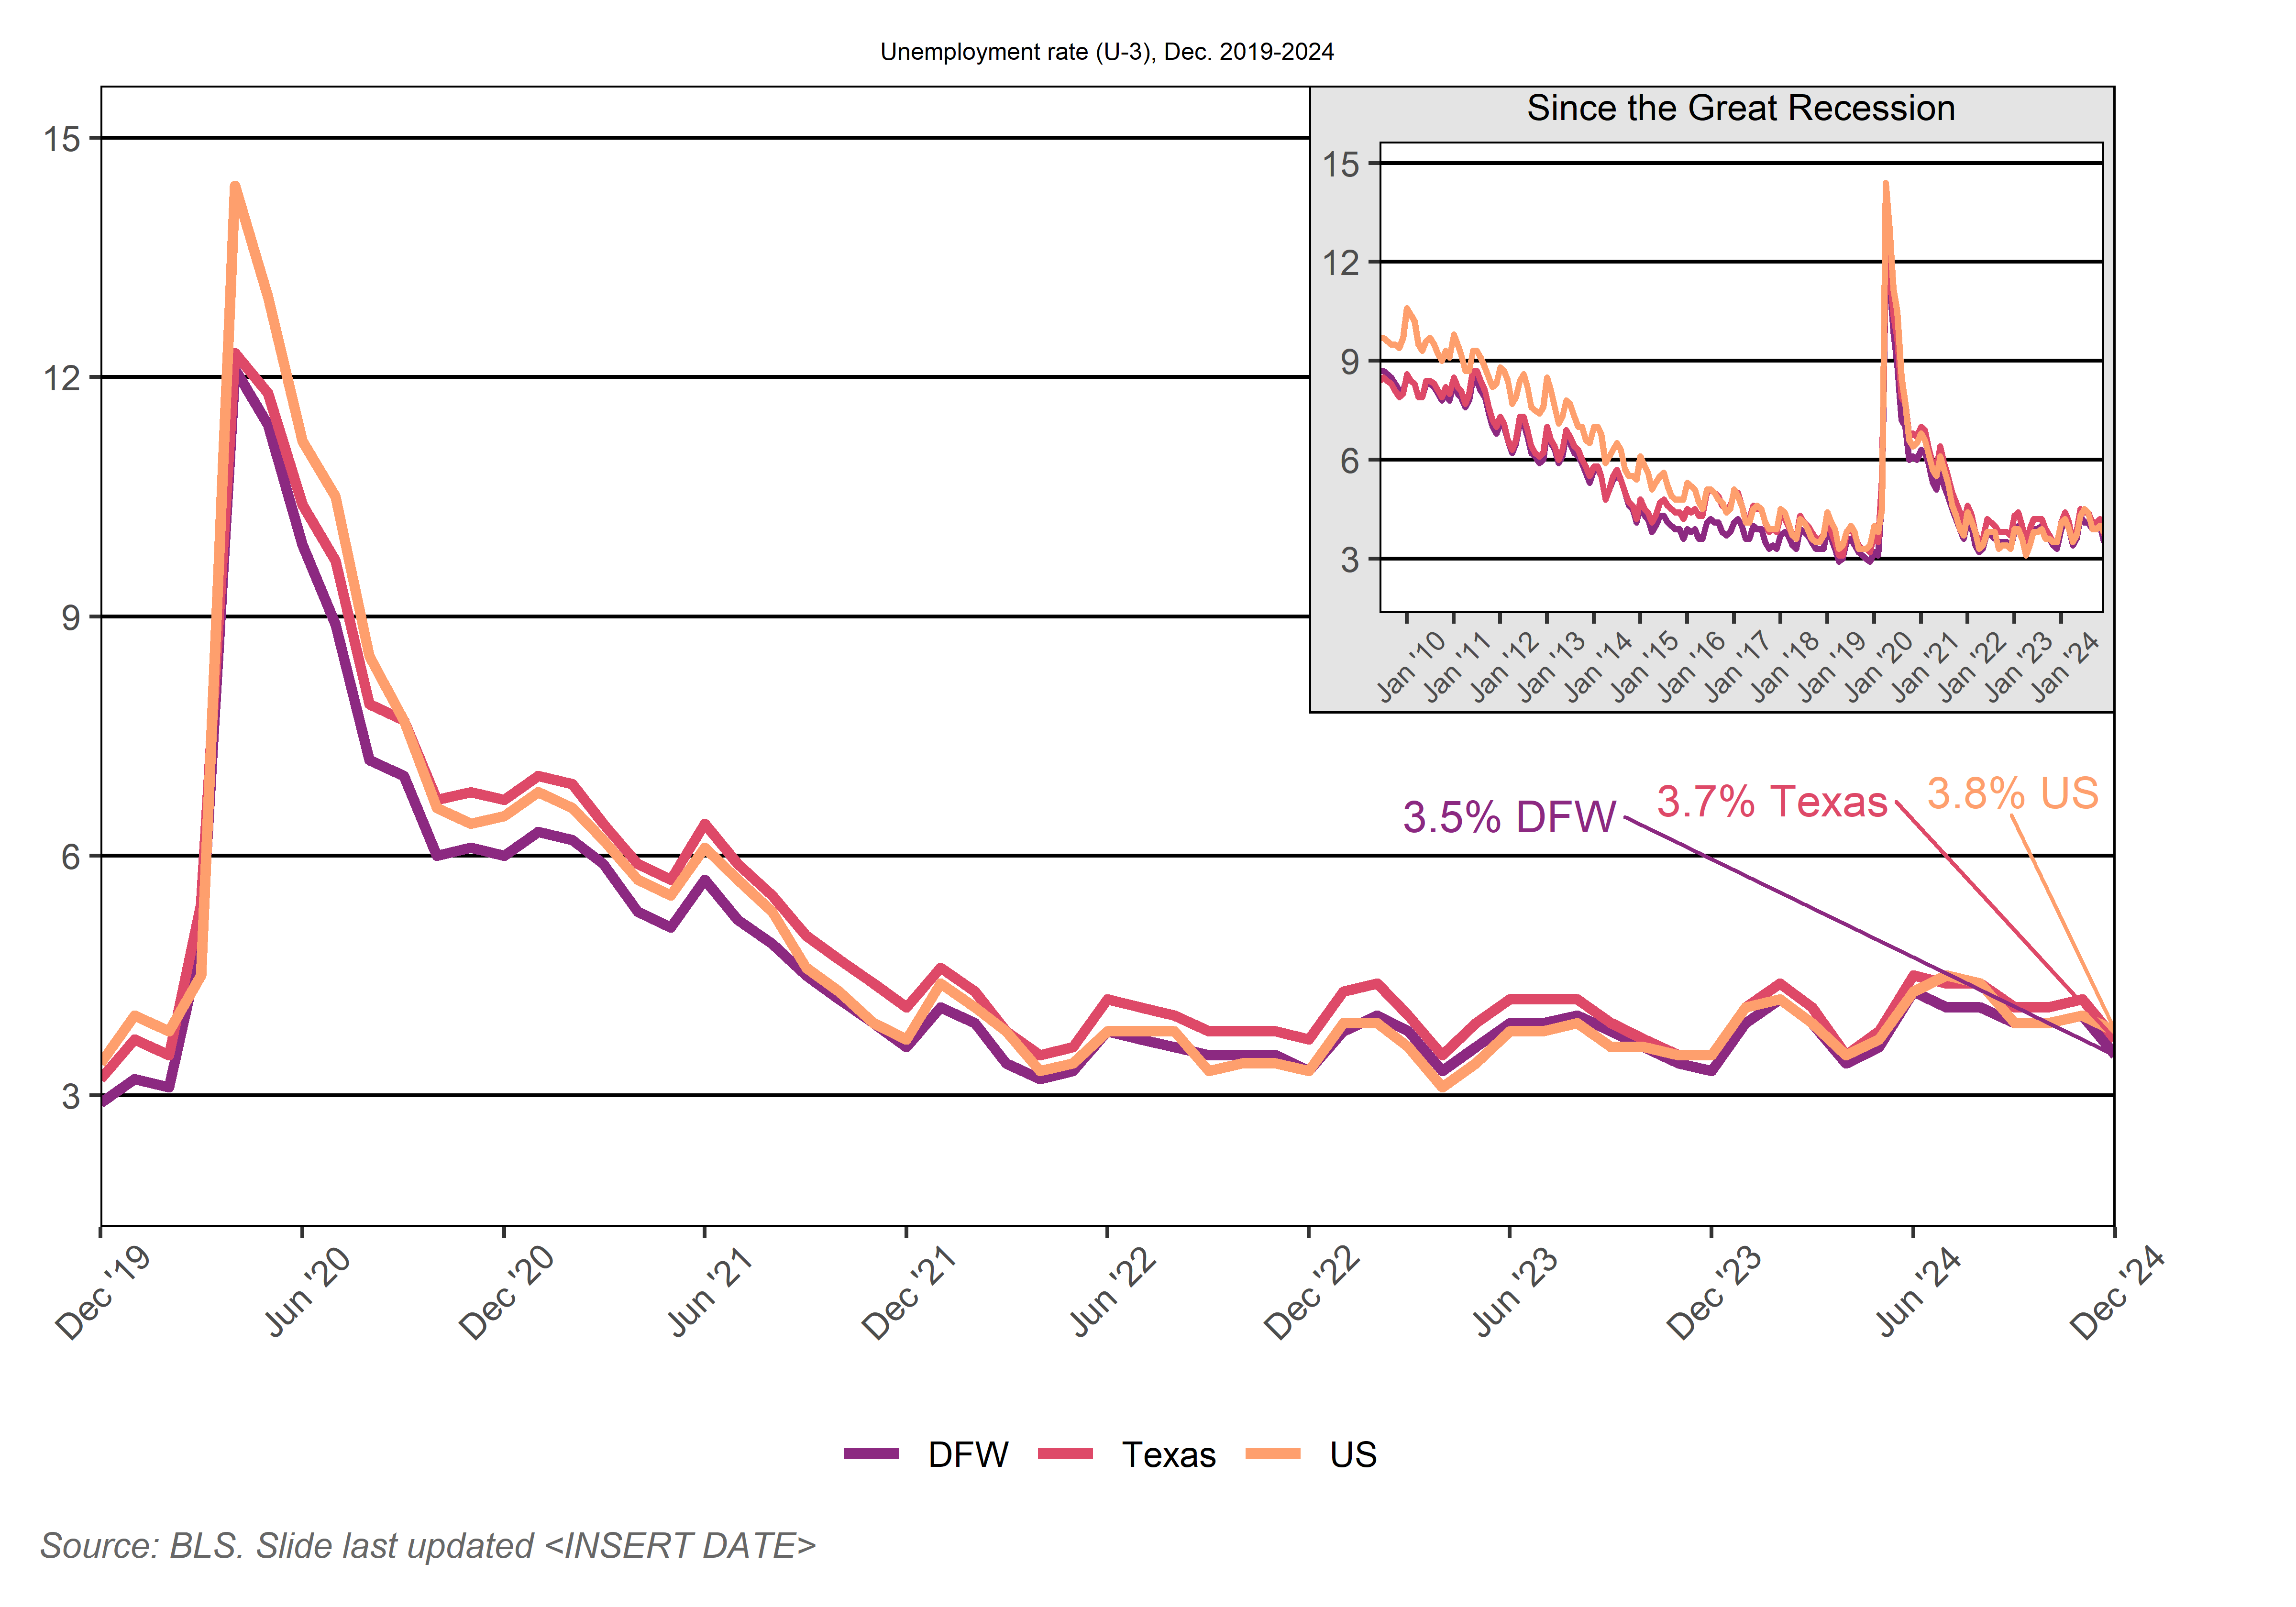 Unemployment rate (U-3), Dec. 2019-2024
Since the Great Recession
15
12
9
6
3
Jan '10
Jan '11
Jan '12
Jan '13
Jan '14
Jan '15
Jan '16
Jan '17
Jan '18
Jan '19
Jan '20
Jan '21
Jan '22
Jan '23
Jan '24
15
12
9
6
3
3.5% DFW
3.7% Texas
3.8% US
Dec '19
Jun '20
Dec '20
Jun '21
Dec '21
Jun '22
Dec '22
Jun '23
Dec '23
Jun '24
Dec '24
DFW
Texas
US
Source: BLS. Slide last updated <INSERT DATE>